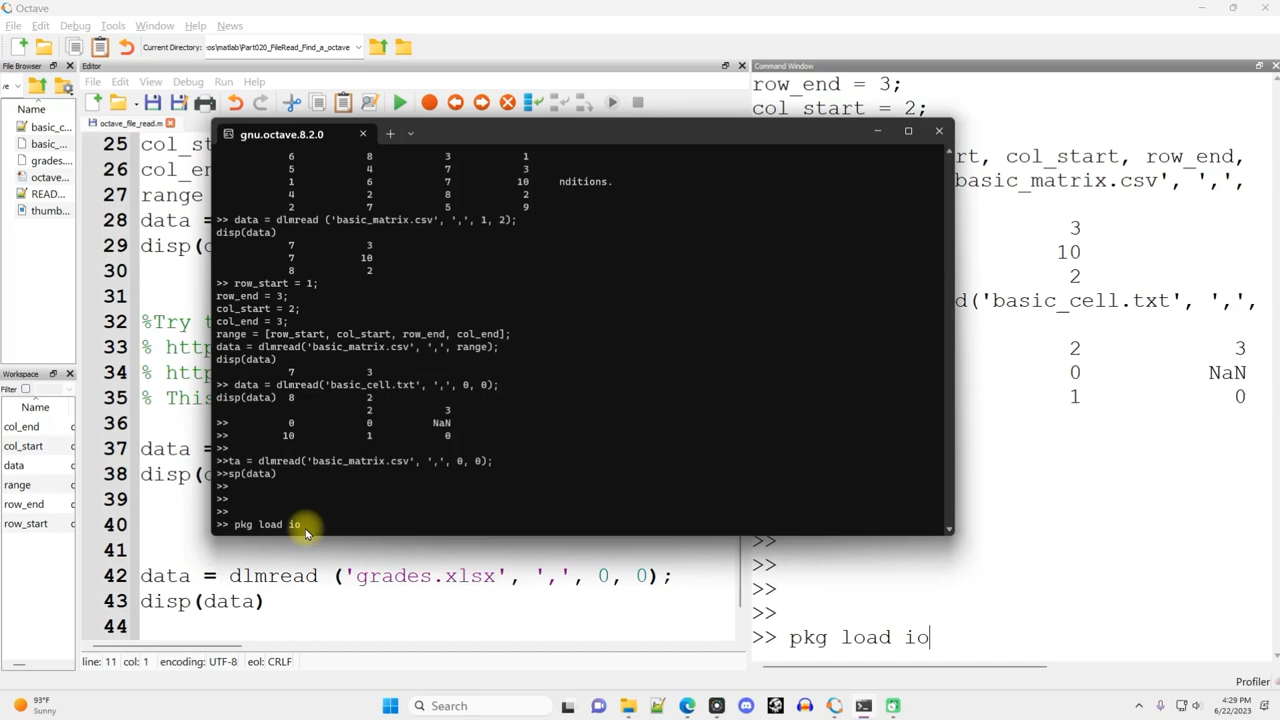 Octave
File Edit Debug Tools Window Help News
Current Directory: os\matlab\Part020_FileRead_Find_a_octave
File Browser
Editor
Command Window
File Edit View Debug Run Help
Name
basic_c...
basic_...
grades....
octave...
READ...
thumb...
octave_file_read.m
25 col_st
26 col_en
27 range
28 data =
29 disp(d
30
31
32 %Try t
33 % http
34 % http
35 % This
36
37 data =
38 disp(d
39
40
41
42 data = dlmread ('grades.xlsx', ',', 0, 0);
43 disp(data)
44
line: 11 col: 1 encoding: UTF-8 eol: CRLF
Workspace
Filter
Name
col_end
col_start
data
range
row_end
row_start
gnu.octave.8.2.0
6 8 3 1
5 4 7 3
1 6 7 10 nditions.
4 2 8 2
2 7 5 9
>> data = dlmread ('basic_matrix.csv', ',', 1, 2);
disp(data)
7 3
7 10
8 2
>> row_start = 1;
row_end = 3;
col_start = 2;
col_end = 3;
range = [row_start, col_start, row_end, col_end];
data = dlmread('basic_matrix.csv', ',', range);
disp(data)
7 3
>> data = dlmread('basic_cell.txt', ',', 0, 0);
disp(data) 8 2
2 3
>> 0 0 NaN
>> 10 1 0
>>
>>ta = dlmread('basic_matrix.csv', ',', 0, 0);
>>sp(data)
>>
>>
>>
>> pkg load io
row_end = 3;
col_start = 2;
rt, col_start, row_end,
basic_matrix.csv', ',',
3
10
2
d('basic_cell.txt', ',',
2 3
0 NaN
1 0
>>
>>
>>
>>
>> pkg load io
Profiler
93°F
Sunny
Search
4:29 PM
6/22/2023